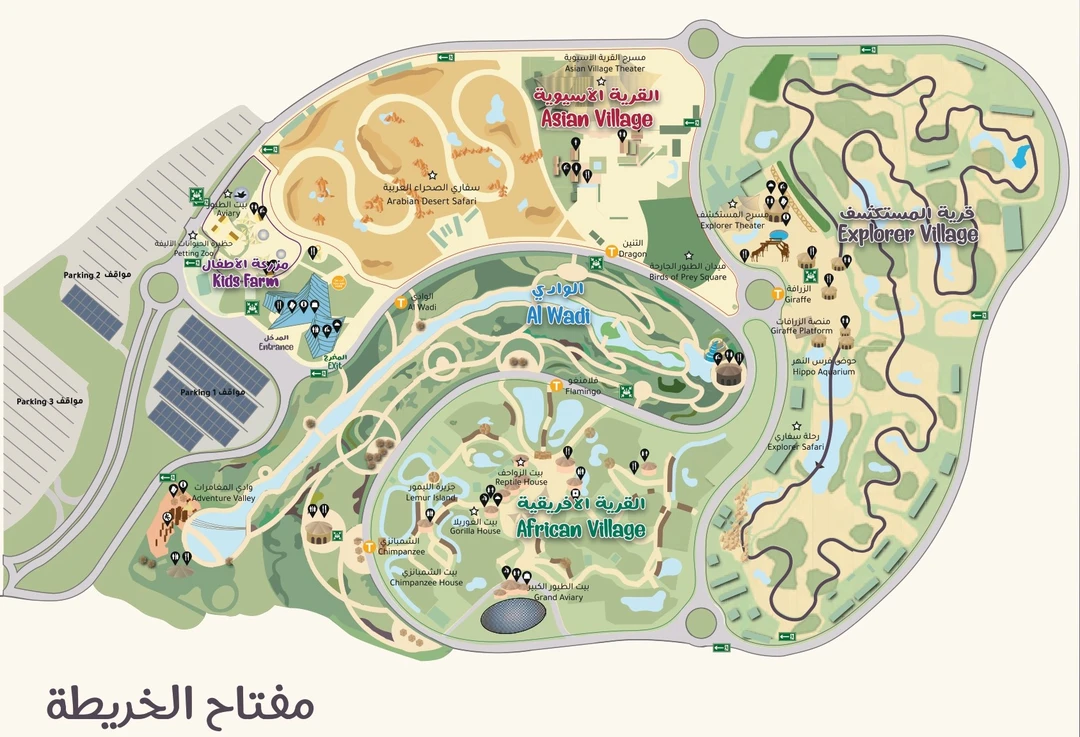 مسرح القرية الآسيوية
Asian Village Theater
القرية الآسيوية
Asian Village
سفاري الصحراء العربية
Arabian Desert Safari
بيت الطيور
Aviary
حظيرة الحيوانات الأليفة
Petting Zoo
مزرعة الأطفال
Kids Farm
مسرح المستكشف
Explorer Theater
قرية المستكشف
Explorer Village
التنين
T Dragon
ميدان الطيور الجارحة
Birds of Prey Square
الزرافة
T Giraffe
منصة الزرافات
Giraffe Platform
حوض فرس النهر
Hippo Aquarium
رحلة سفاري
Explorer Safari
الوادي
Al Wadi
الوادي
T Al Wadi
المدخل
Entrance
المخرج
Exit
Parking 2 مواقف
Parking 1 مواقف
Parking 3 مواقف
فلامنغو
T Flamingo
وادي المغامرات
Adventure Valley
بيت الزواحف
Reptile House
جزيرة الليمور
Lemur Island
بيت الغوريلا
Gorilla House
القرية الأفريقية
African Village
الشمبانزي
T Chimpanzee
بيت الشمبانزي
Chimpanzee House
بيت الطيور الكبير
Grand Aviary
مفتاح الخريطة